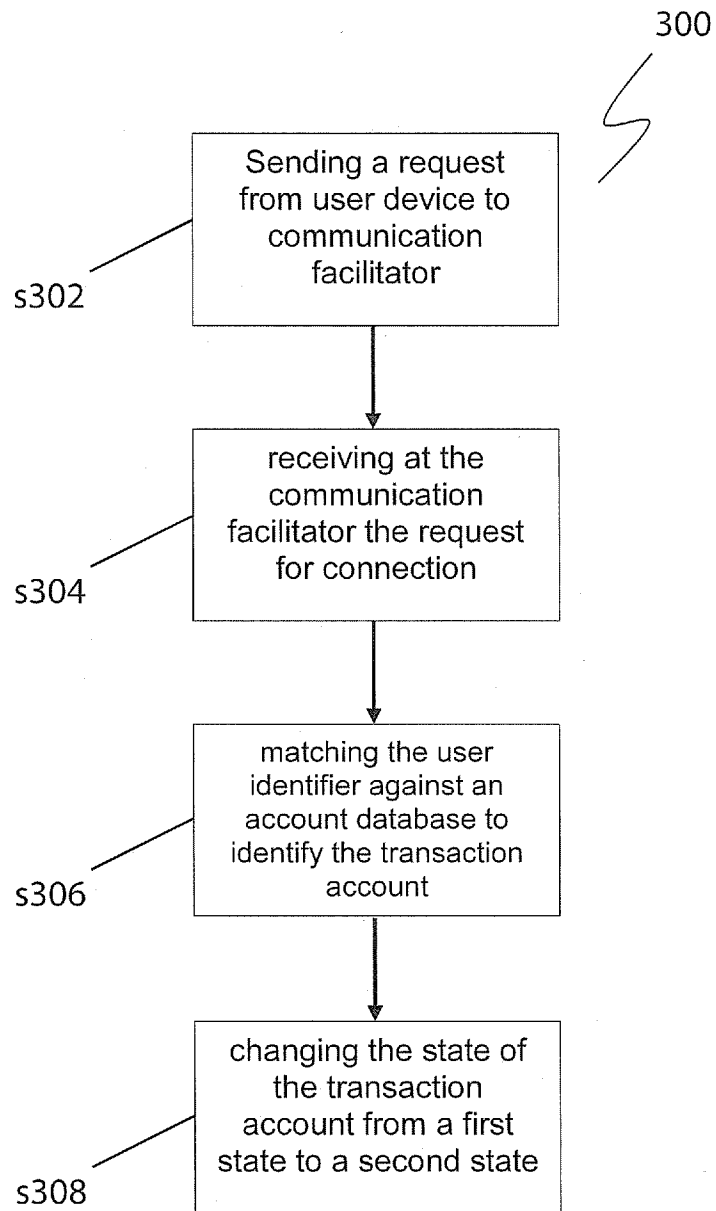 300
Sending a request
from user device to
communication
facilitator
s302
receiving at the
communication
facilitator the request
for connection
s304
matching the user
identifier against an
account database to
identify the transaction
account
s306
changing the state of
the transaction
account from a first
state to a second state
s308